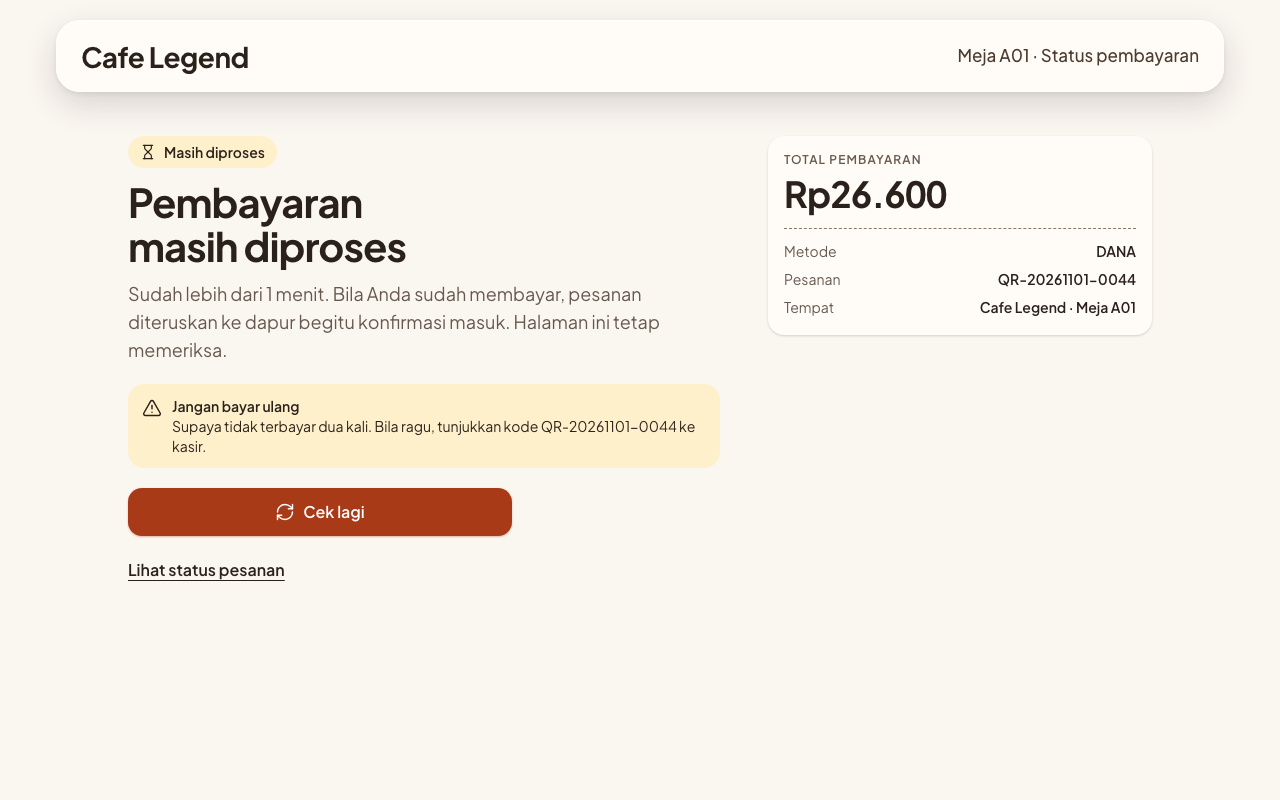 Cafe Legend
Meja A01 · Status pembayaran
Masih diproses
Pembayaran
masih diproses
Sudah lebih dari 1 menit. Bila Anda sudah membayar, pesanan
diteruskan ke dapur begitu konfirmasi masuk. Halaman ini tetap
memeriksa.
Jangan bayar ulang
Supaya tidak terbayar dua kali. Bila ragu, tunjukkan kode QR-20261101-0044 ke
kasir.
Cek lagi
Lihat status pesanan
TOTAL PEMBAYARAN
Rp26.600
Metode DANA
Pesanan QR-20261101-0044
Tempat Cafe Legend · Meja A01